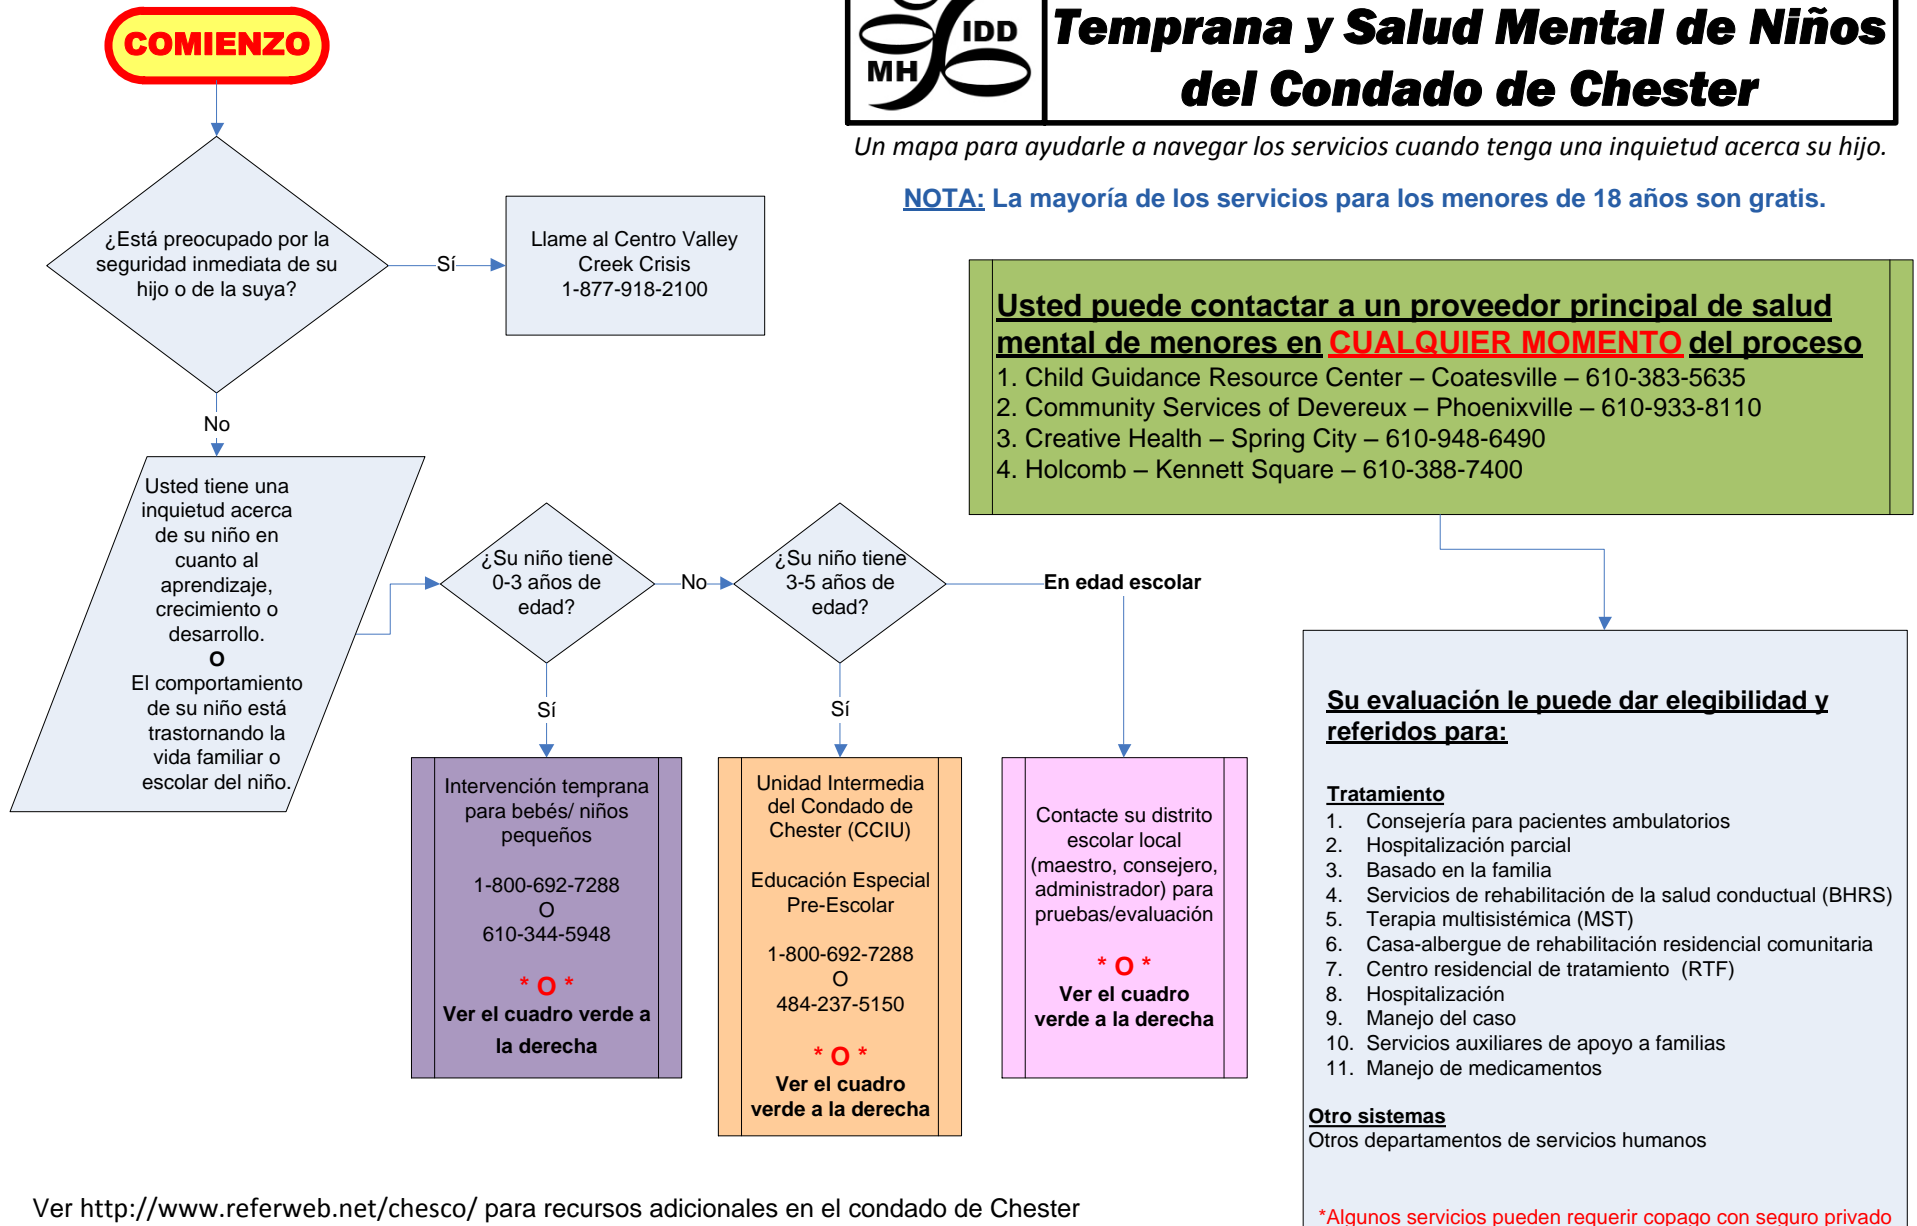 COMIENZO
IDD
MH
Temprana y Salud Mental de Niños
del Condado de Chester
Un mapa para ayudarle a navegar los servicios cuando tenga una inquietud acerca su hijo.
NOTA: La mayoría de los servicios para los menores de 18 años son gratis.
¿Está preocupado por la
seguridad inmediata de su
hijo o de la suya?
Sí
Llame al Centro Valley
Creek Crisis
1-877-918-2100
No
Usted puede contactar a un proveedor principal de salud
mental de menores en CUALQUIER MOMENTO del proceso
1. Child Guidance Resource Center – Coatesville – 610-383-5635
2. Community Services of Devereux – Phoenixville – 610-933-8110
3. Creative Health – Spring City – 610-948-6490
4. Holcomb – Kennett Square – 610-388-7400
Usted tiene una
inquietud acerca
de su niño en
cuanto al
aprendizaje,
crecimiento o
desarrollo.
O
El comportamiento
de su niño está
trastornando la
vida familiar o
escolar del niño.
¿Su niño tiene
0-3 años de
edad?
No
¿Su niño tiene
3-5 años de
edad?
En edad escolar
Sí
Sí
Intervención temprana
para bebés/ niños
pequeños
1-800-692-7288
O
610-344-5948
* O *
Ver el cuadro verde a
la derecha
Unidad Intermedia
del Condado de
Chester (CCIU)
Educación Especial
Pre-Escolar
1-800-692-7288
O
484-237-5150
* O *
Ver el cuadro
verde a la derecha
Contacte su distrito
escolar local
(maestro, consejero,
administrador) para
pruebas/evaluación
* O *
Ver el cuadro
verde a la derecha
Su evaluación le puede dar elegibilidad y
referidos para:
Tratamiento
1. Consejería para pacientes ambulatorios
2. Hospitalización parcial
3. Basado en la familia
4. Servicios de rehabilitación de la salud conductual (BHRS)
5. Terapia multisistémica (MST)
6. Casa-albergue de rehabilitación residencial comunitaria
7. Centro residencial de tratamiento (RTF)
8. Hospitalización
9. Manejo del caso
10. Servicios auxiliares de apoyo a familias
11. Manejo de medicamentos
Otro sistemas
Otros departamentos de servicios humanos
*Algunos servicios pueden requerir copago con seguro privado
Ver http://www.referweb.net/chesco/ para recursos adicionales en el condado de Chester